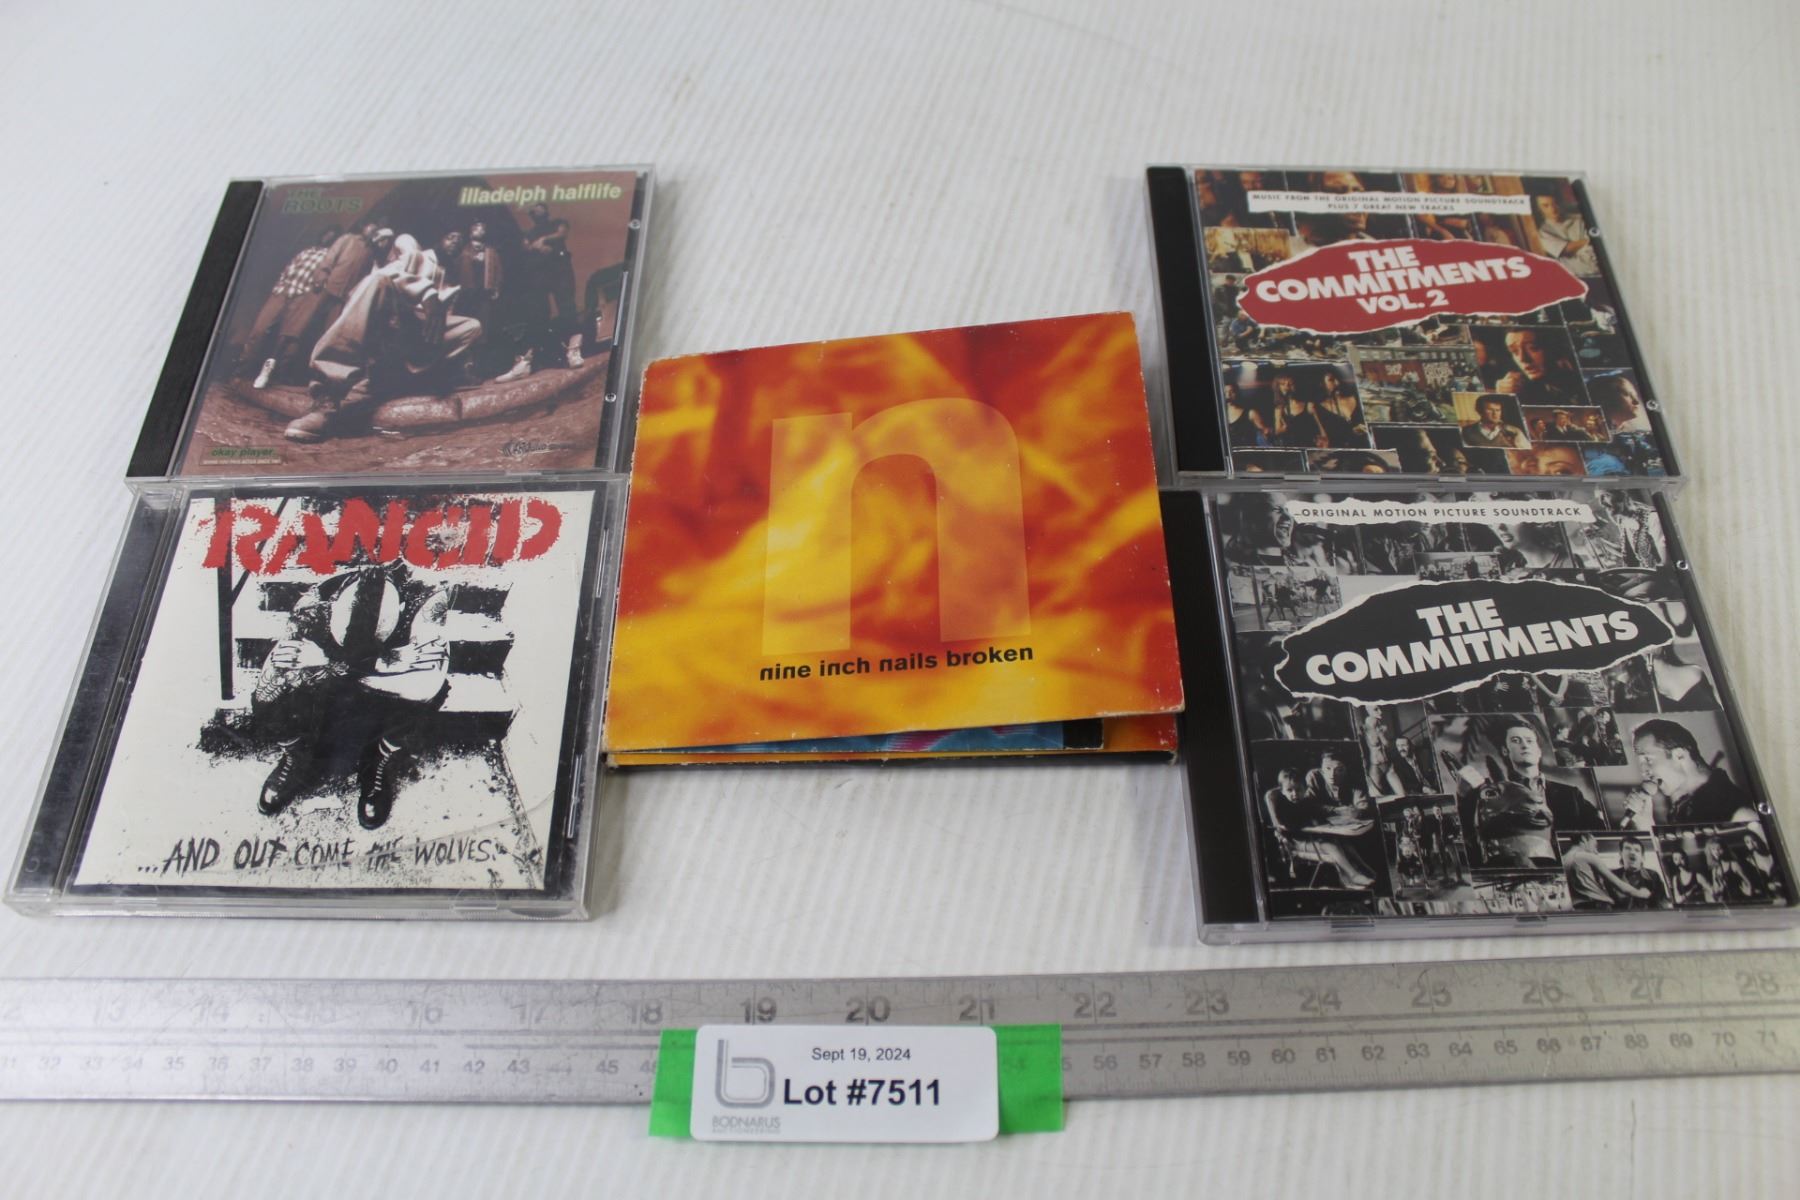 THE
ROOTS
illadelph halflife
okay player...
RANCID
...AND OUT COME THE WOLVES.
n
nine inch nails broken
MUSIC FROM THE ORIGINAL MOTION PICTURE SOUNDTRACK
PLUS 7 GREAT NEW TRACKS
THE
COMMITMENTS
VOL. 2
ORIGINAL MOTION PICTURE SOUNDTRACK
THE
COMMITMENTS
13 14 15 16 17 18 19 20 21 22 23 24 25 26 27 28
31 32 33 34 35 36 37 38 39 40 41 42 43 44 45 56 57 58 59 60 61 62 63 64 65 66 67 68 69 70 71
Sept 19, 2024
Lot #7511
b
BODNARUS
AUCTIONEERING